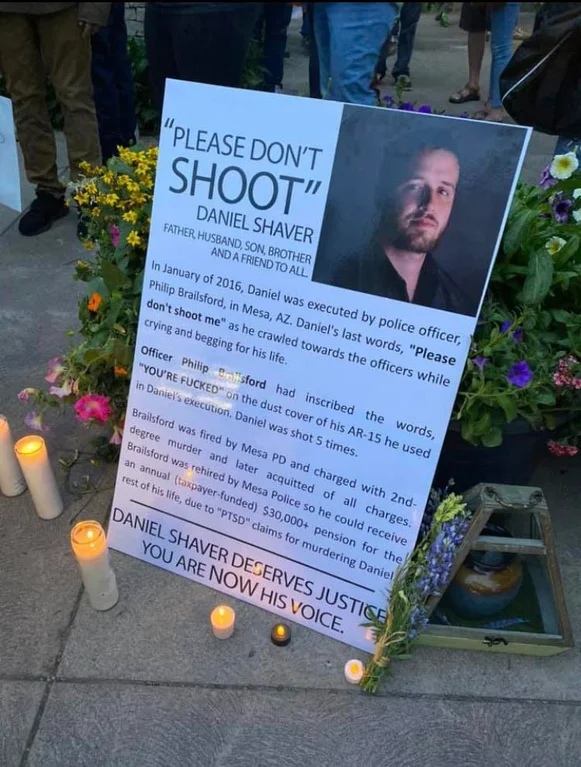 "PLEASE DON'T
SHOOT"
DANIEL SHAVER
FATHER, HUSBAND, SON, BROTHER
AND A FRIEND TO ALL.
In January of 2016, Daniel was executed by police officer,
Philip Brailsford, in Mesa, AZ. Daniel's last words, "Please
don't shoot me" as he crawled towards the officers while
crying and begging for his life.
Officer Philip Brailsford had inscribed the words,
"YOU'RE FUCKED" on the dust cover of his AR-15 he used
in Daniel's execution. Daniel was shot 5 times.
Brailsford was fired by Mesa PD and charged with 2nd-
degree murder and later acquitted of all charges,
Brailsford was rehired by Mesa Police so he could receive
an annual (taxpayer-funded) $30,000+ pension for the
rest of his life, due to "PTSD" claims for murdering Daniel
DANIEL SHAVER DESERVES JUSTICE
YOU ARE NOW HIS VOICE.